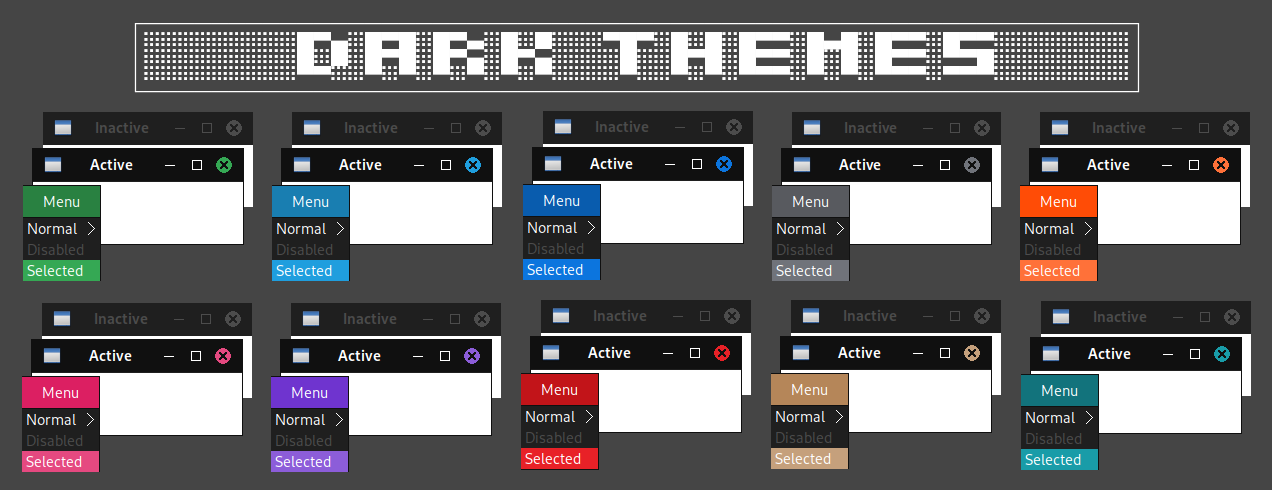 DARK THEMES
Inactive
Active
Menu
Normal
Disabled
Selected
Inactive
Active
Menu
Normal
Disabled
Selected
Inactive
Active
Menu
Normal
Disabled
Selected
Inactive
Active
Menu
Normal
Disabled
Selected
Inactive
Active
Menu
Normal
Disabled
Selected
Inactive
Active
Menu
Normal
Disabled
Selected
Inactive
Active
Menu
Normal
Disabled
Selected
Inactive
Active
Menu
Normal
Disabled
Selected
Inactive
Active
Menu
Normal
Disabled
Selected
Inactive
Active
Menu
Normal
Disabled
Selected